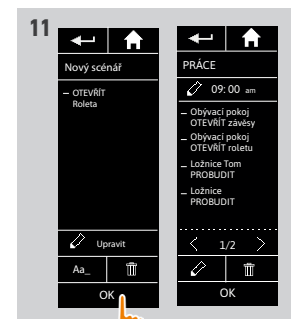 11
Nový scénář
– OTEVŘÍT
Roleta
Upravit
Aa_
OK
PRÁCE
09:00 am
– Obývací pokoj
OTEVŘÍT závěsy
– Obývací pokoj
OTEVŘÍT roletu
– Ložnice Tom
PROBUDIT
– Ložnice
PROBUDIT
1/2
OK